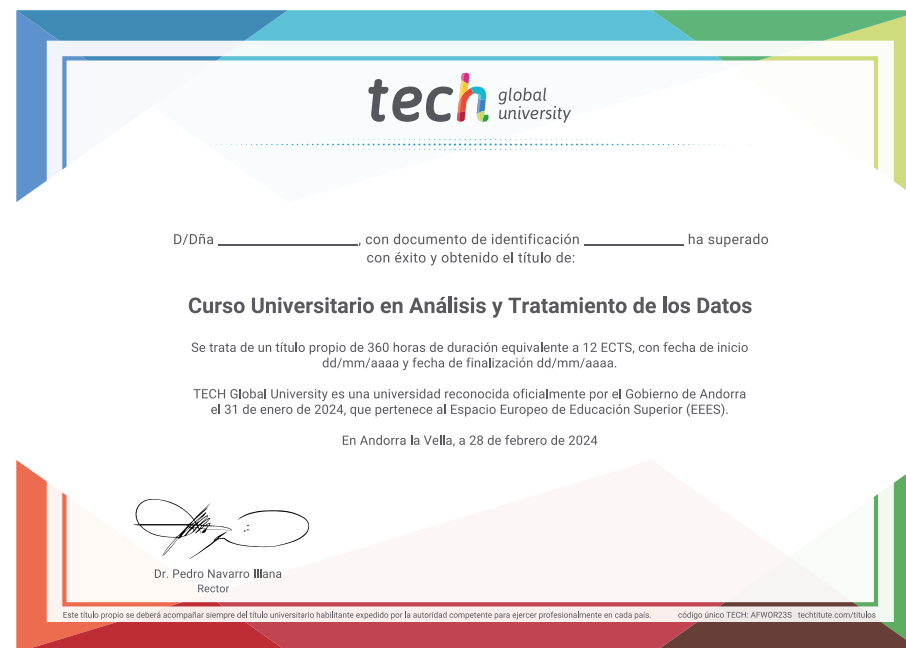 tech global university
D/Dña ____________, con documento de identificación ____________ ha superado
con éxito y obtenido el título de:
Curso Universitario en Análisis y Tratamiento de los Datos
Se trata de un título propio de 360 horas de duración equivalente a 12 ECTS, con fecha de inicio
dd/mm/aaaa y fecha de finalización dd/mm/aaaa.
TECH Global University es una universidad reconocida oficialmente por el Gobierno de Andorra
el 31 de enero de 2024, que pertenece al Espacio Europeo de Educación Superior (EEES).
En Andorra la Vella, a 28 de febrero de 2024
Dr. Pedro Navarro Illana
Rector
Este título propio se deberá acompañar siempre del título universitario habilitante expedido por la autoridad competente para ejercer profesionalmente en cada país. código único TECH: AFWOR23S techtitute.com/titulos